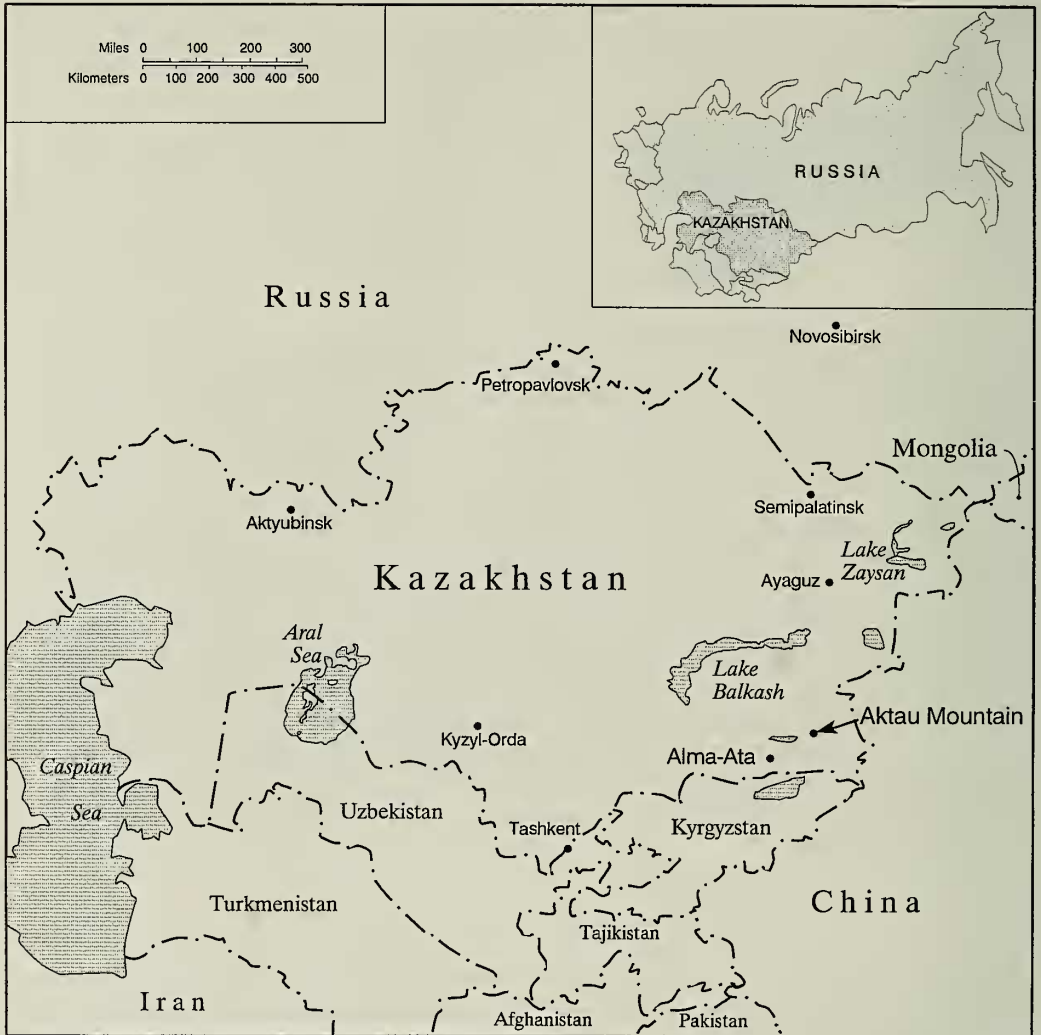 Miles 0 100 200 300
Kilometers 0 100 200 300 400 500
RUSSIA
KAZAKHSTAN
Russia
Novosibirsk
Petropavlovsk
Mongolia
Semipalatinsk
Aktyubinsk
Lake
Zaysan
Kazakhstan
Ayaguz
Aral
Sea
Lake
Balkash
Aktau Mountain
Kyzyl-Orda
Alma-Ata
Caspian
Sea
Uzbekistan
Tashkent
Kyrgyzstan
Turkmenistan
China
Tajikistan
Iran
Afghanistan
Pakistan